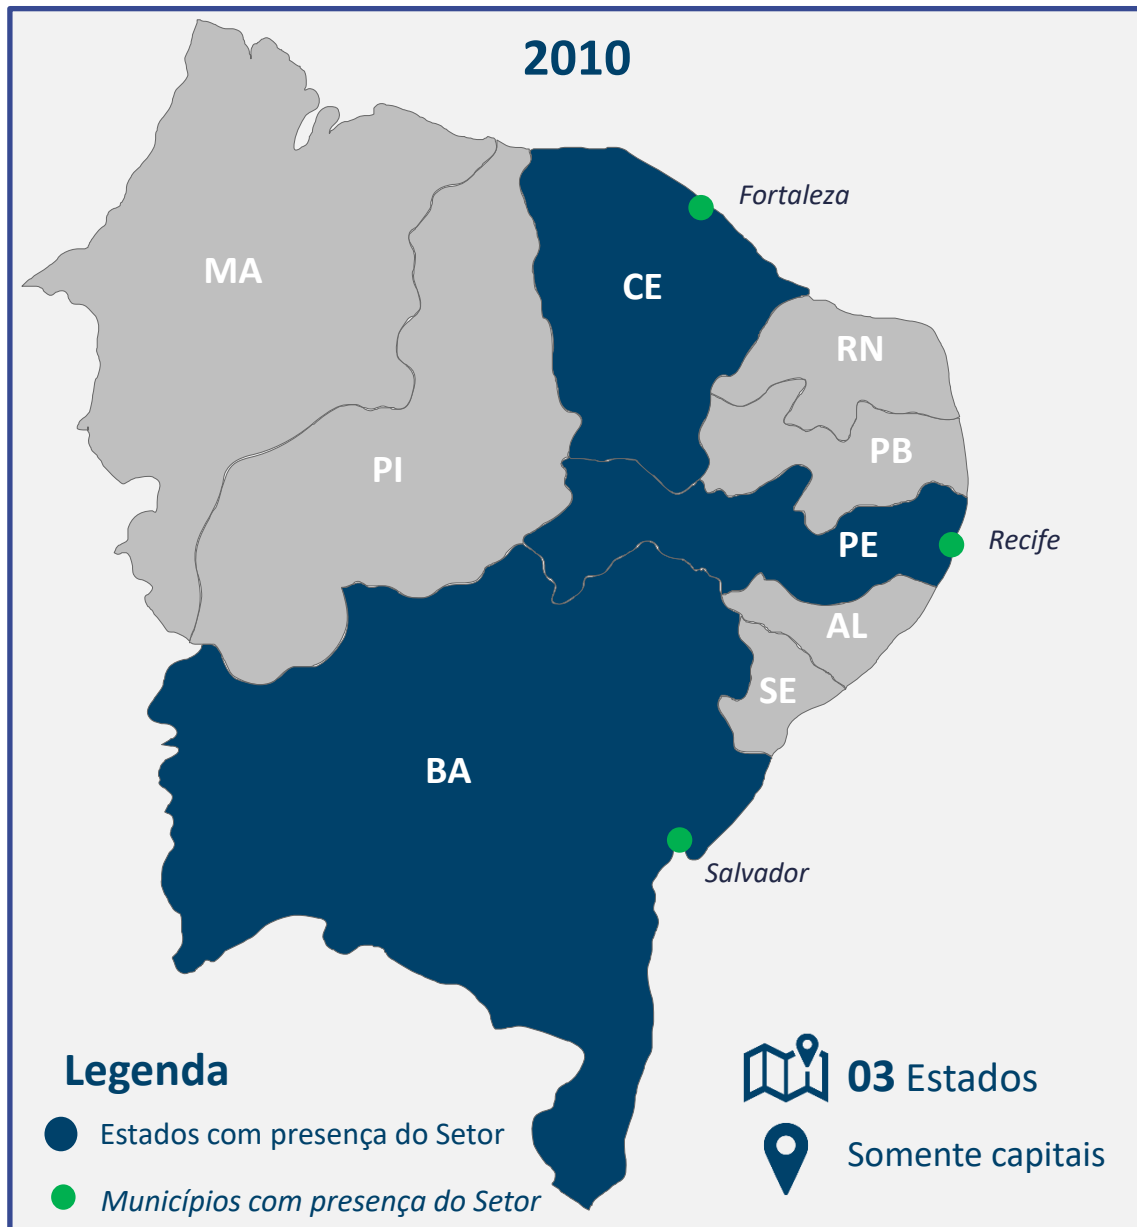 2010
Fortaleza
MA
CE
RN
PB
PI
PE
Recife
AL
SE
BA
Salvador
Legenda
Estados com presença do Setor
Municípios com presença do Setor
03 Estados
Somente capitais